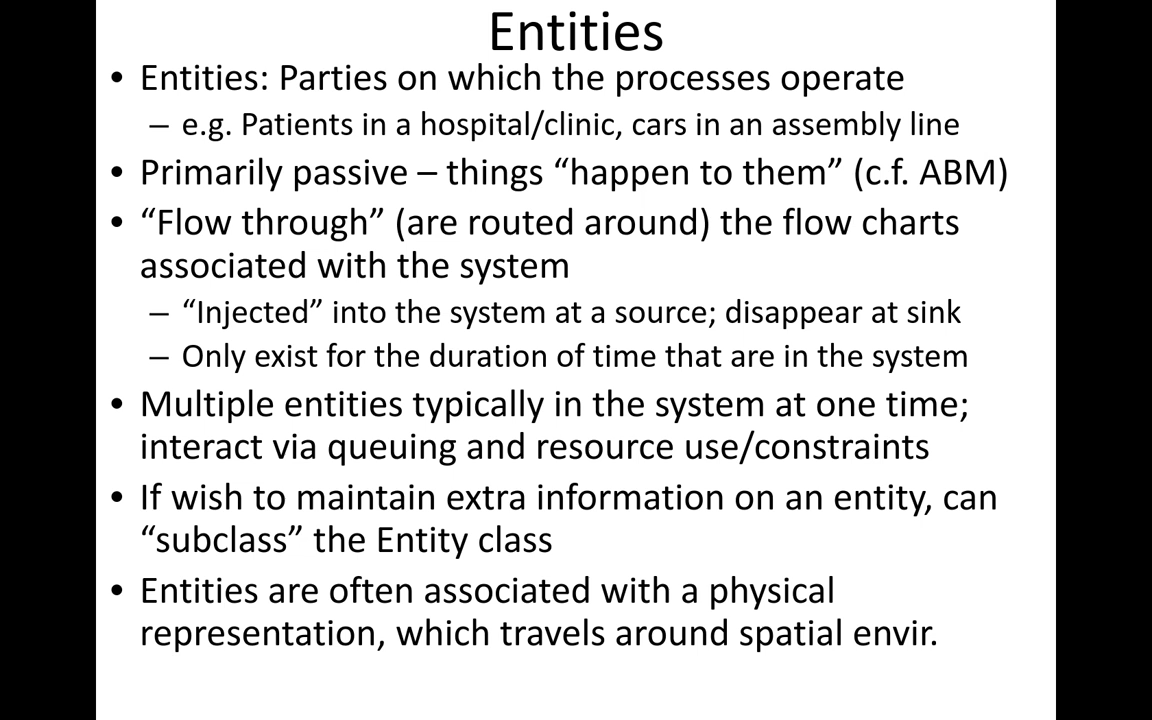 Entities
• Entities: Parties on which the processes operate
– e.g. Patients in a hospital/clinic, cars in an assembly line
• Primarily passive – things “happen to them” (c.f. ABM)
• “Flow through” (are routed around) the flow charts
associated with the system
– “Injected” into the system at a source; disappear at sink
– Only exist for the duration of time that are in the system
• Multiple entities typically in the system at one time;
interact via queuing and resource use/constraints
• If wish to maintain extra information on an entity, can
“subclass” the Entity class
• Entities are often associated with a physical
representation, which travels around spatial envir.